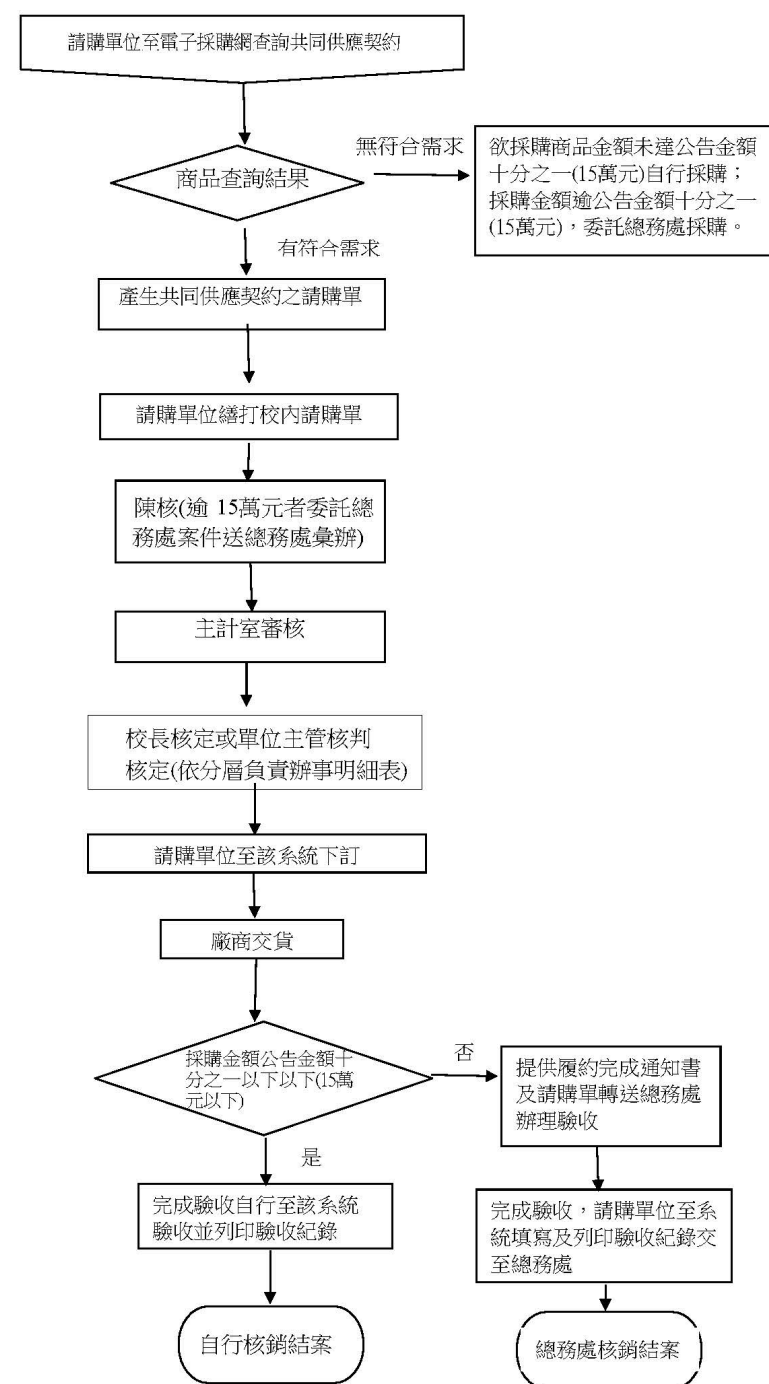 請購單位至電子採購網查詢共同供應契約
無符合需求
商品查詢結果
欲採購商品金額未達公告金額
十分之一(15萬元)自行採購；
採購金額逾公告金額十分之一
(15萬元)，委託總務處採購。
有符合需求
產生共同供應契約之請購單
請購單位繕打校內請購單
陳核(逾 15萬元者委託總
務處案件送總務處彙辦)
主計室審核
校長核定或單位主管核判
核定(依分層負責辦事明細表)
請購單位至該系統下訂
廠商交貨
採購金額公告金額十
分之一以下以下(15萬
元以下)
否
提供履約完成通知書
及請購單轉送總務處
辦理驗收
是
完成驗收自行至該系統
驗收並列印驗收紀錄
完成驗收，請購單位至系
統填寫及列印驗收紀錄交
至總務處
自行核銷結案
總務處核銷結案